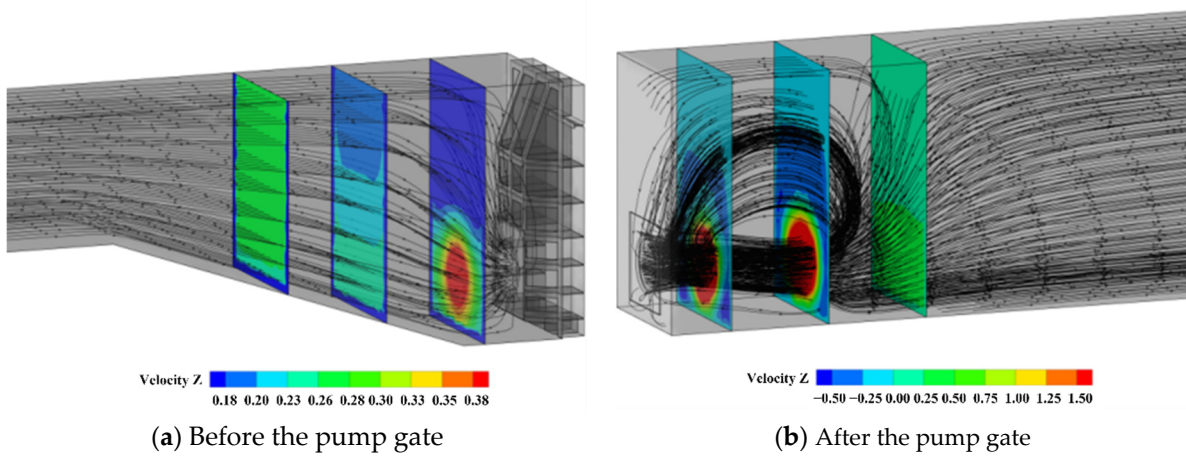 Velocity Z
0.18 0.20 0.23 0.26 0.28 0.30 0.33 0.35 0.38
(a) Before the pump gate
Velocity Z
−0.50 −0.25 0.00 0.25 0.50 0.75 1.00 1.25 1.50
(b) After the pump gate